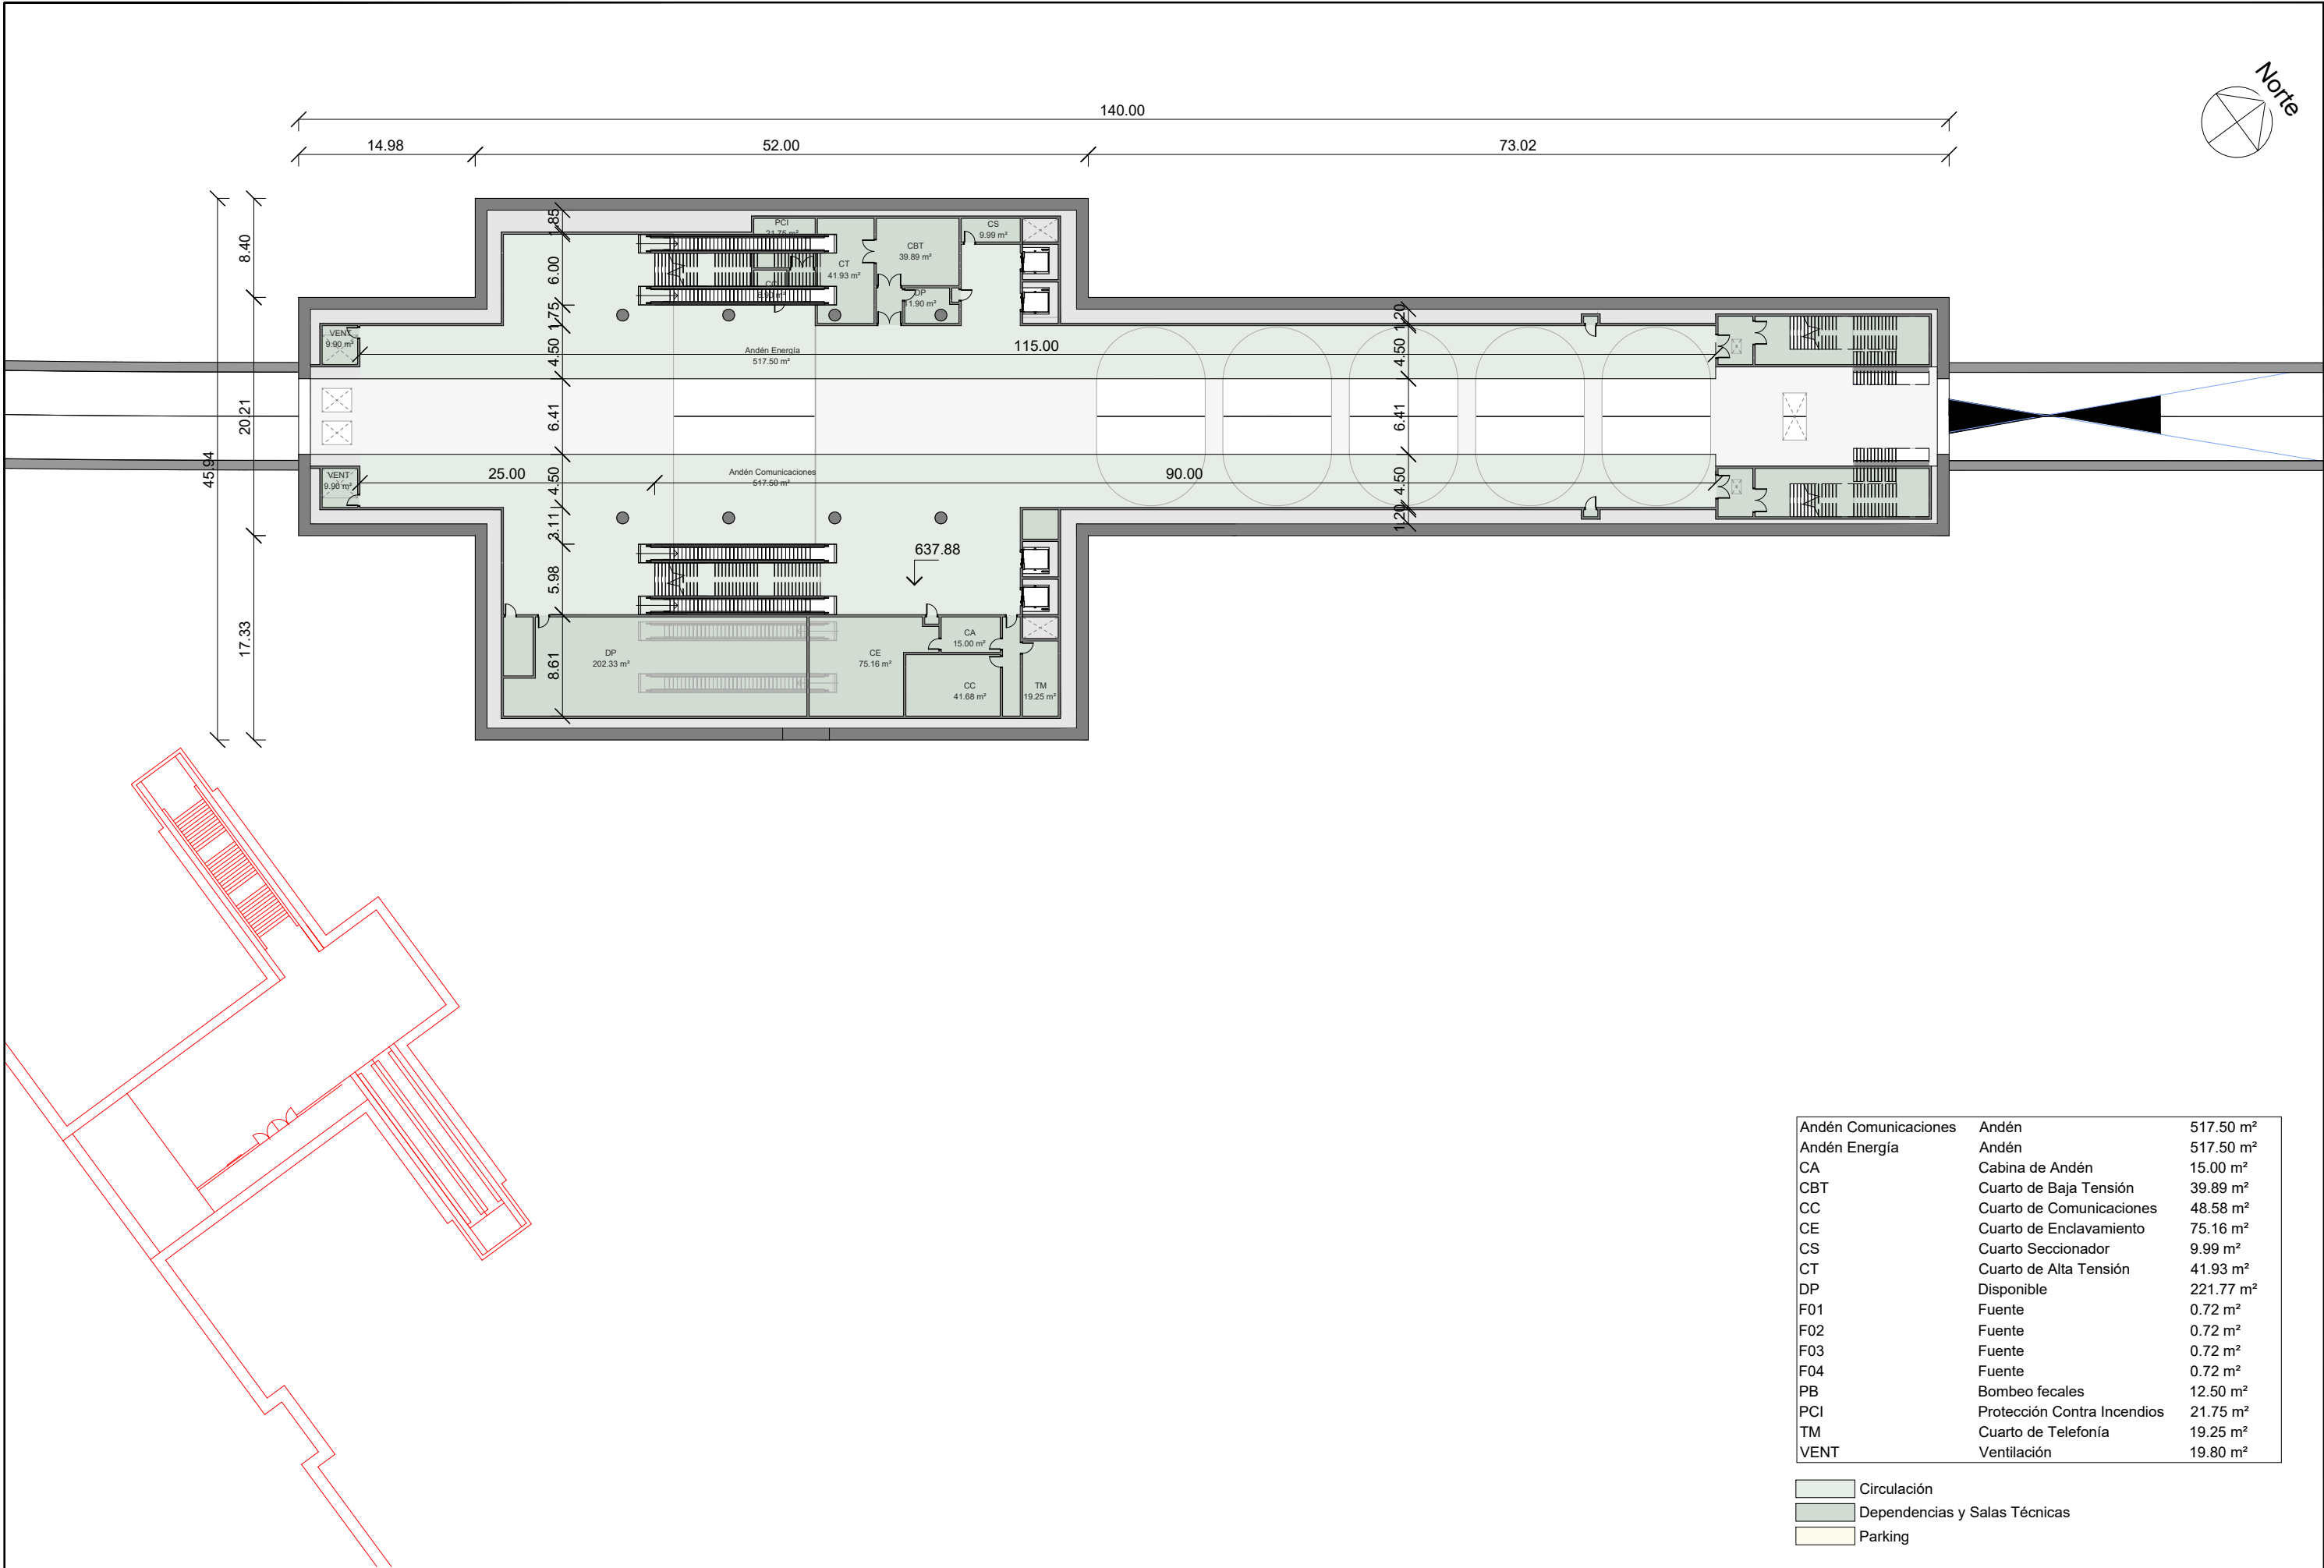 Norte
140.00
14.98
52.00
73.02
8.40
20.21
17.33
45.94
1.85
6.00
1.75
4.50
6.41
4.50
3.11
5.98
8.61
PCI
21.75 m²
CT
41.93 m²
CBT
39.89 m²
CS
9.99 m²
DP
11.90 m²
VENT
9.90 m²
Andén Energía
517.50 m²
115.00
1.20
4.50
6.41
4.50
1.20
VENT
9.90 m²
25.00
Andén Comunicaciones
517.50 m²
90.00
637.88
DP
202.33 m²
CE
75.16 m²
CA
15.00 m²
CC
41.68 m²
TM
19.25 m²
Andén Comunicaciones Andén 517.50 m²
Andén Energía Andén 517.50 m²
CA Cabina de Andén 15.00 m²
CBT Cuarto de Baja Tensión 39.89 m²
CC Cuarto de Comunicaciones 48.58 m²
CE Cuarto de Enclavamiento 75.16 m²
CS Cuarto Seccionador 9.99 m²
CT Cuarto de Alta Tensión 41.93 m²
DP Disponible 221.77 m²
F01 Fuente 0.72 m²
F02 Fuente 0.72 m²
F03 Fuente 0.72 m²
F04 Fuente 0.72 m²
PB Bombeo fecales 12.50 m²
PCI Protección Contra Incendios 21.75 m²
TM Cuarto de Telefonía 19.25 m²
VENT Ventilación 19.80 m²
Circulación
Dependencias y Salas Técnicas
Parking